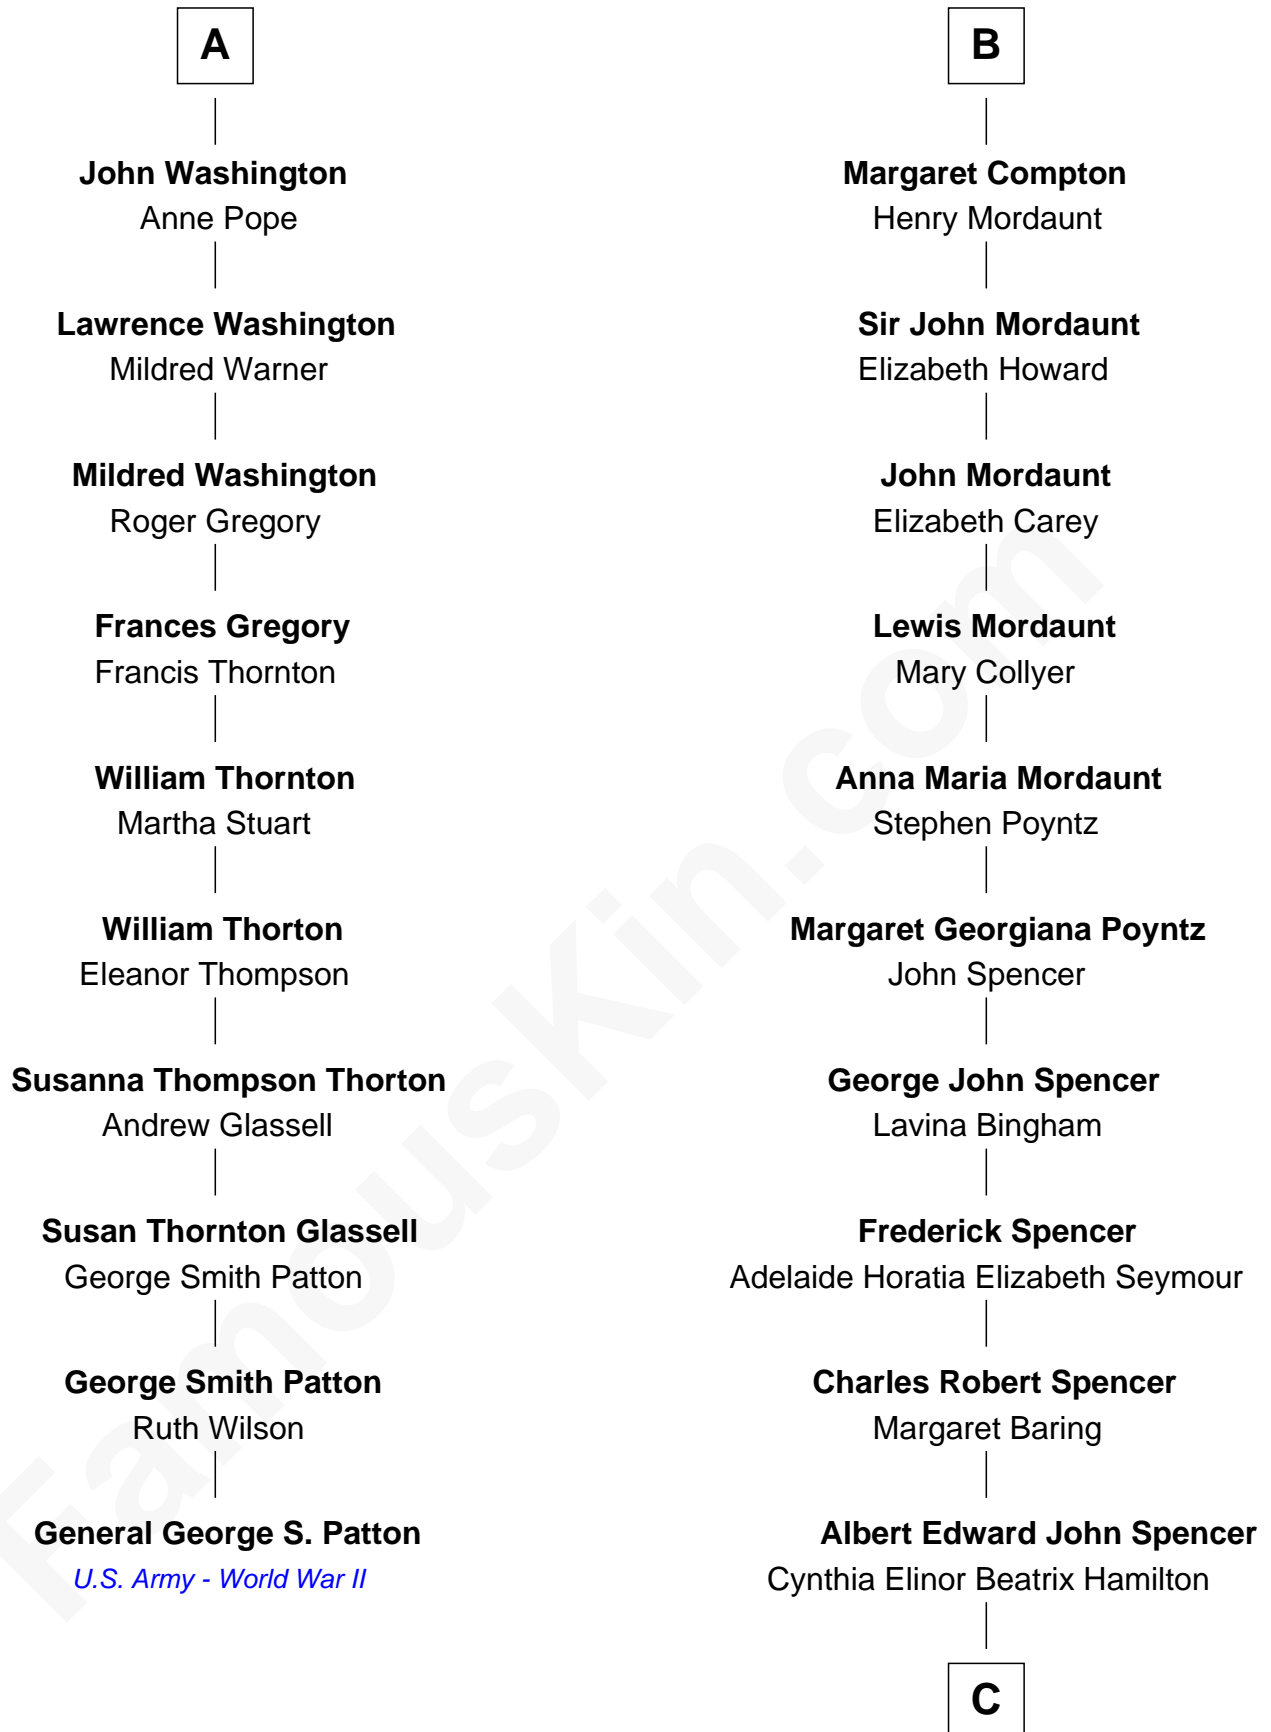 A
John Washington
Anne Pope
Lawrence Washington
Mildred Warner
Mildred Washington
Roger Gregory
Frances Gregory
Francis Thornton
William Thornton
Martha Stuart
William Thorton
Eleanor Thompson
Susanna Thompson Thorton
Andrew Glassell
Susan Thornton Glassell
George Smith Patton
George Smith Patton
Ruth Wilson
General George S. Patton
U.S. Army - World War II
B
Margaret Compton
Henry Mordaunt
Sir John Mordaunt
Elizabeth Howard
John Mordaunt
Elizabeth Carey
Lewis Mordaunt
Mary Collyer
Anna Maria Mordaunt
Stephen Poyntz
Margaret Georgiana Poyntz
John Spencer
George John Spencer
Lavina Bingham
Frederick Spencer
Adelaide Horatia Elizabeth Seymour
Charles Robert Spencer
Margaret Baring
Albert Edward John Spencer
Cynthia Elinor Beatrix Hamilton
C
FamousKin.com